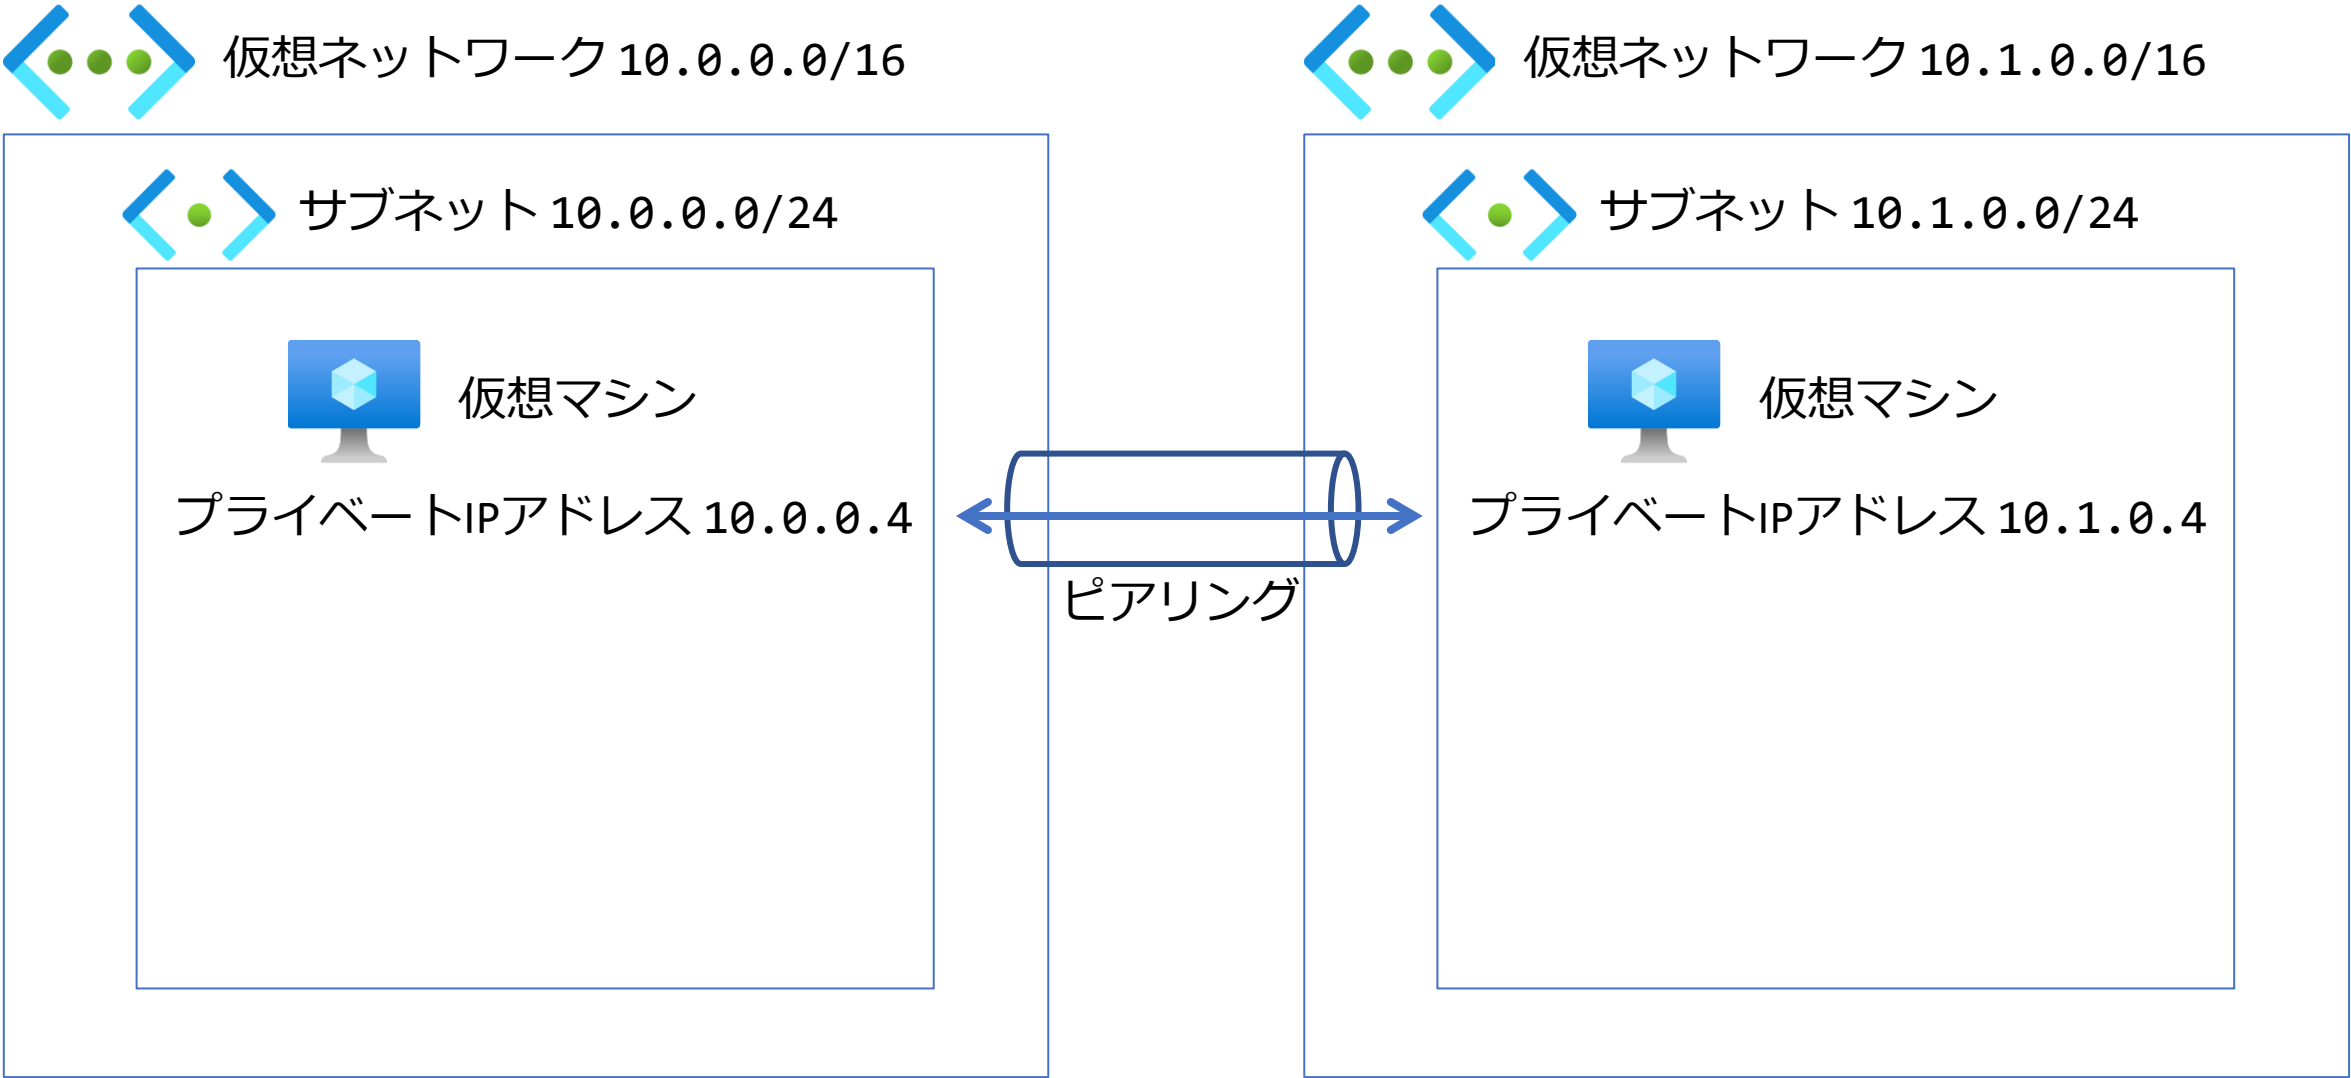 仮想ネットワーク 10.0.0.0/16
サブネット 10.0.0.0/24
仮想マシン
プライベートIPアドレス 10.0.0.4
ピアリング
仮想ネットワーク 10.1.0.0/16
サブネット 10.1.0.0/24
仮想マシン
プライベートIPアドレス 10.1.0.4